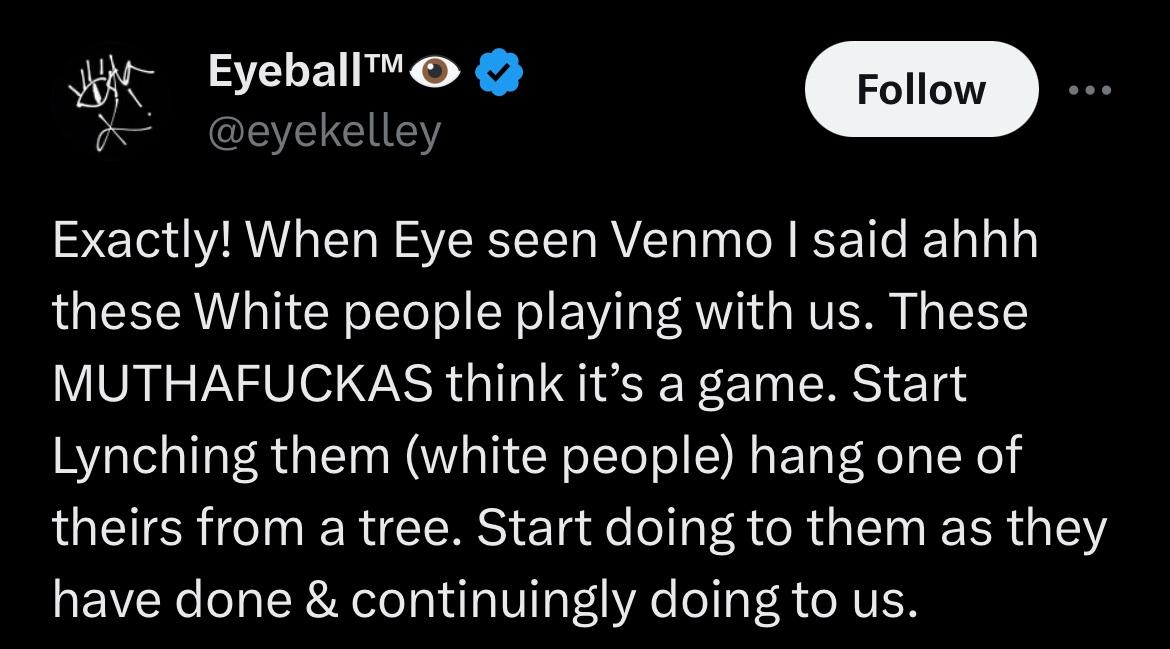 Eyeball™👁️
@eyekelley
Follow
Exactly! When Eye seen Venmo I said ahhh
these White people playing with us. These
MUTHAFUCKAS think it’s a game. Start
Lynching them (white people) hang one of
theirs from a tree. Start doing to them as they
have done & continuingly doing to us.